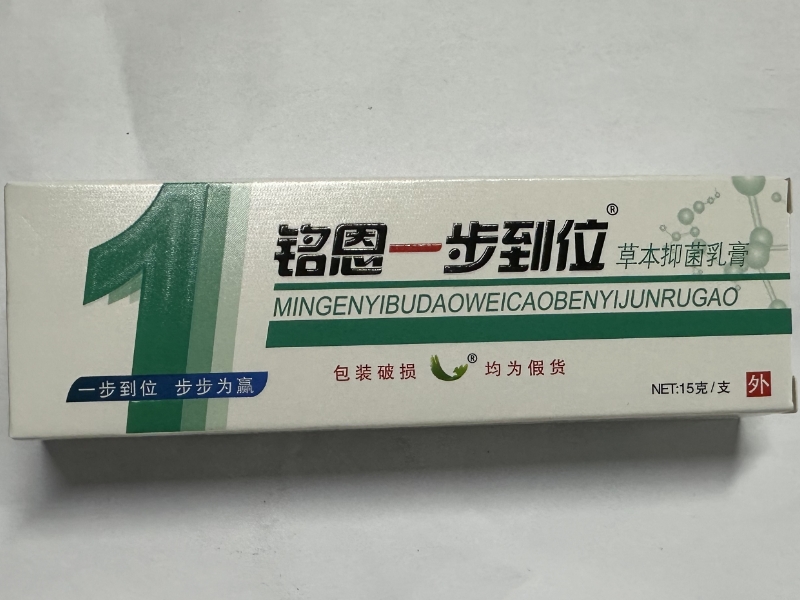 1
铭恩一步到位®
草本抑菌乳膏
MINGENYIBUDAOWEICAOBENYIJUNRUGAO
包装破损 ® 均为假货
一步到位 步步为赢
NET:15克/支
外